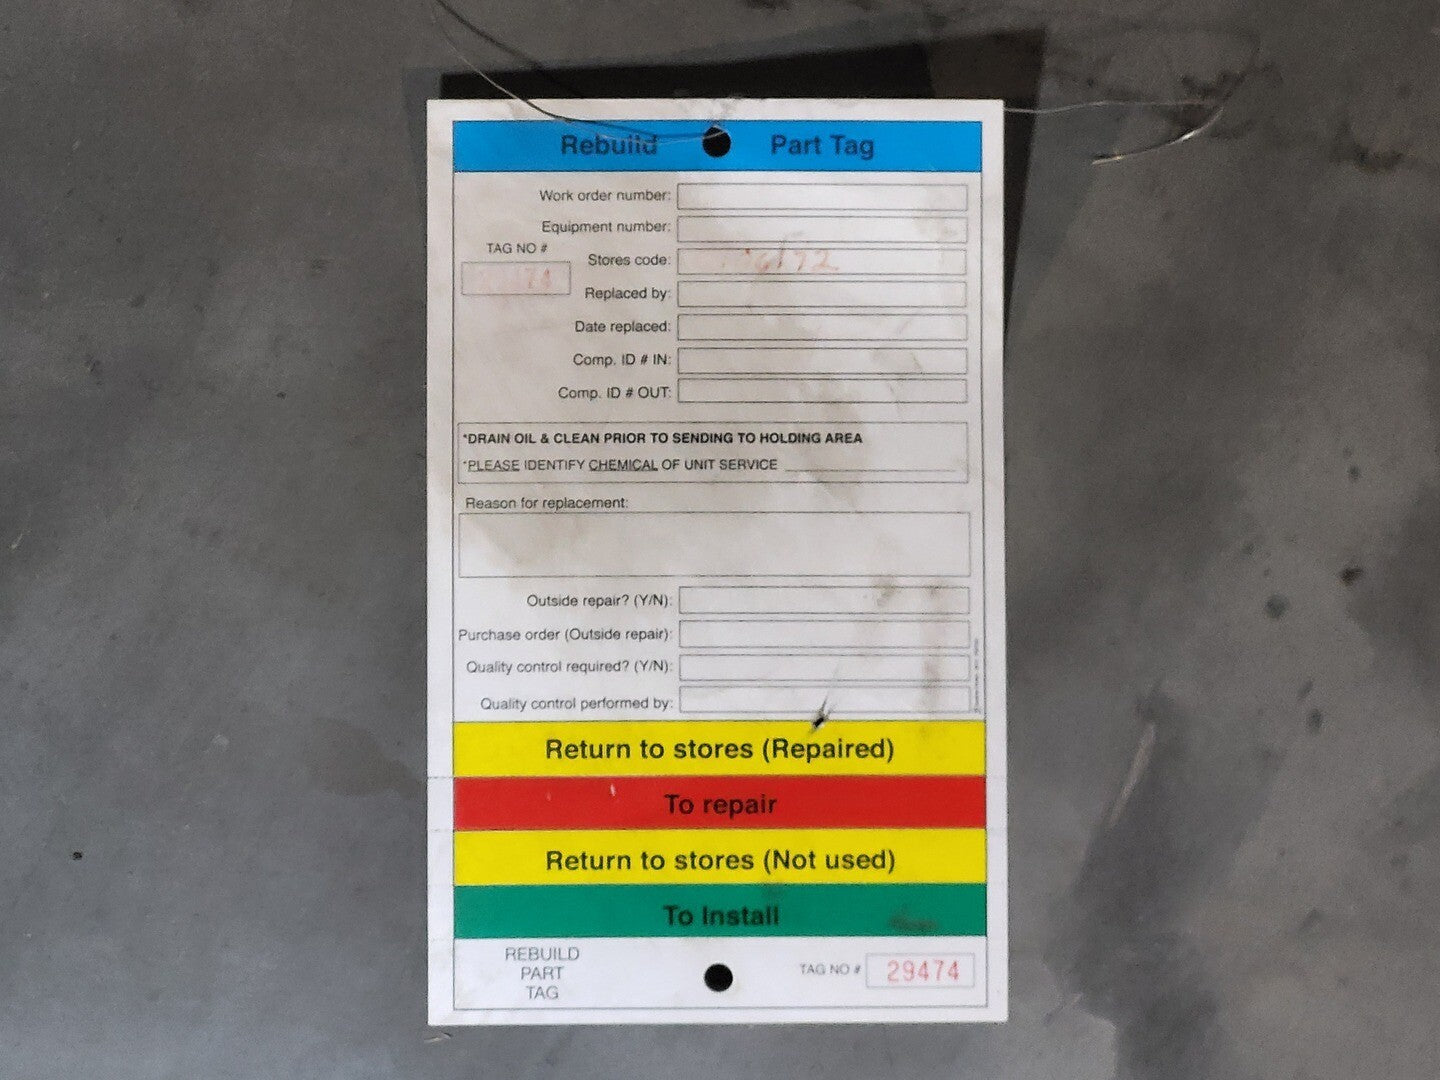 Rebuild Part Tag
Work order number:
Equipment number:
TAG NO #
Stores code:
Replaced by:
Date replaced:
Comp. ID # IN:
Comp. ID # OUT:
*DRAIN OIL & CLEAN PRIOR TO SENDING TO HOLDING AREA
*PLEASE IDENTIFY CHEMICAL OF UNIT SERVICE
Reason for replacement:
Outside repair? (Y/N):
Purchase order (Outside repair):
Quality control required? (Y/N):
Quality control performed by:
Return to stores (Repaired)
To repair
Return to stores (Not used)
To Install
REBUILD
PART
TAG
TAG NO # 29474